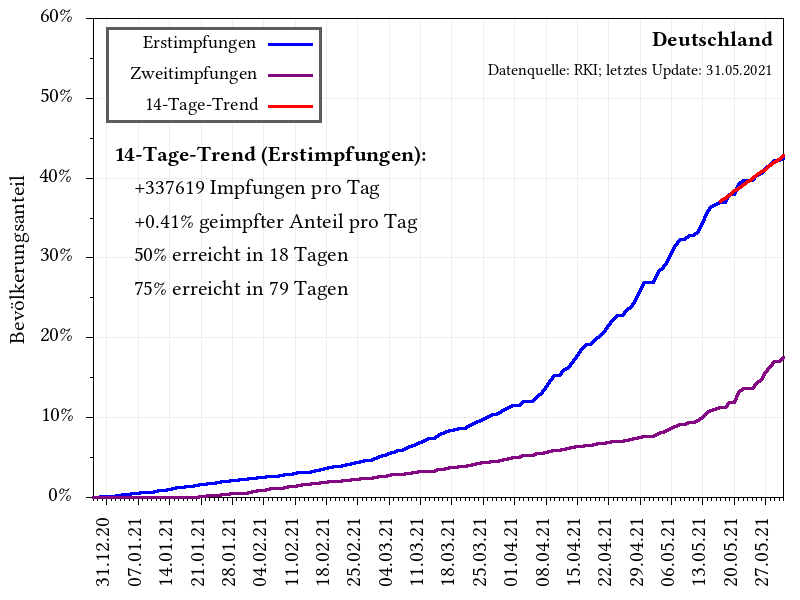 60%
50%
40%
30%
20%
10%
0%
Bevölkerungsanteil
Erstimpfungen
Zweitimpfungen
14-Tage-Trend
Deutschland
Datenquelle: RKI; letztes Update: 31.05.2021
14-Tage-Trend (Erstimpfungen):
+337619 Impfungen pro Tag
+0.41% geimpfter Anteil pro Tag
50% erreicht in 18 Tagen
75% erreicht in 79 Tagen
31.12.20
07.01.21
14.01.21
21.01.21
28.01.21
04.02.21
11.02.21
18.02.21
25.02.21
04.03.21
11.03.21
18.03.21
25.03.21
01.04.21
08.04.21
15.04.21
22.04.21
29.04.21
06.05.21
13.05.21
20.05.21
27.05.21